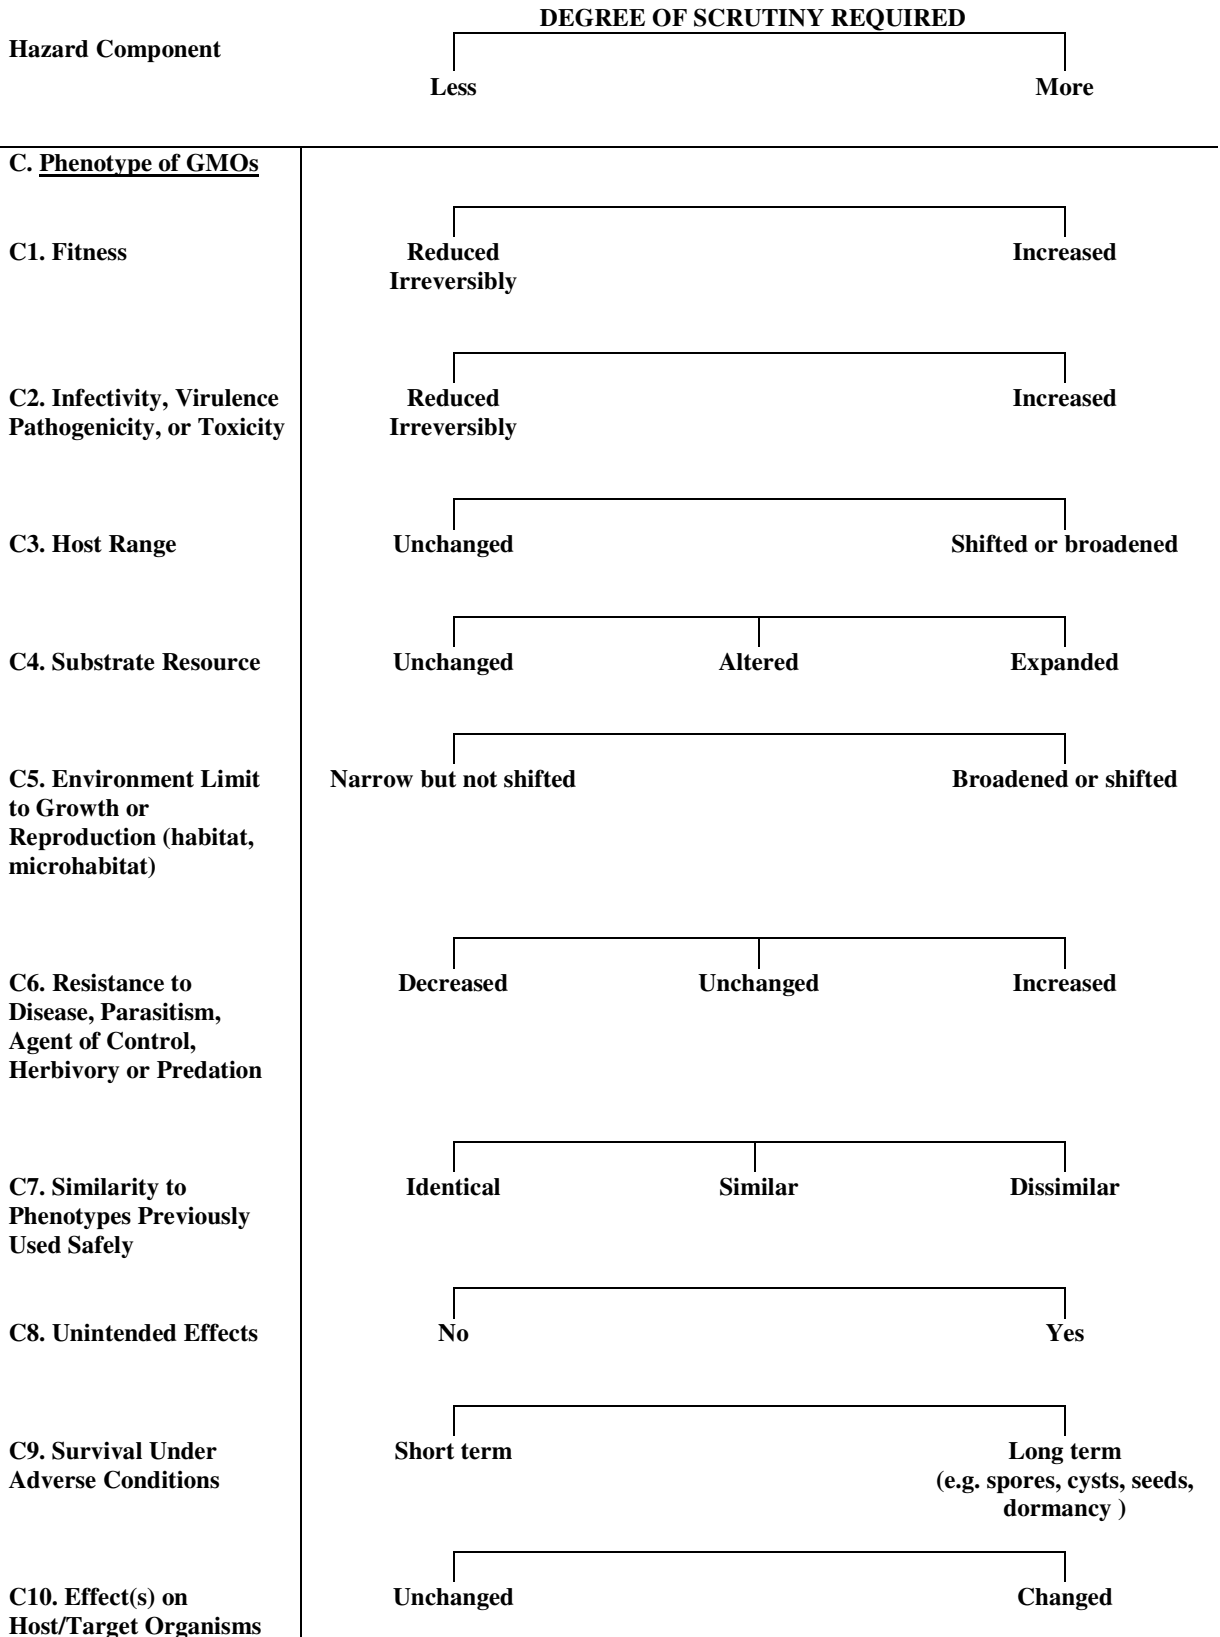 DEGREE OF SCRUTINY REQUIRED
Hazard Component
Less More
C. Phenotype of GMOs
C1. Fitness Reduced Increased
Irreversibly
C2. Infectivity, Virulence Reduced Increased
Pathogenicity, or Toxicity Irreversibly
C3. Host Range Unchanged Shifted or broadened
C4. Substrate Resource Unchanged Altered Expanded
C5. Environment Limit Narrow but not shifted Broadened or shifted
to Growth or
Reproduction (habitat,
microhabitat)
C6. Resistance to Decreased Unchanged Increased
Disease, Parasitism,
Agent of Control,
Herbivory or Predation
C7. Similarity to Identical Similar Dissimilar
Phenotypes Previously
Used Safely
C8. Unintended Effects No Yes
C9. Survival Under Short term Long term
Adverse Conditions (e.g. spores, cysts, seeds,
dormancy )
C10. Effect(s) on Unchanged Changed
Host/Target Organisms